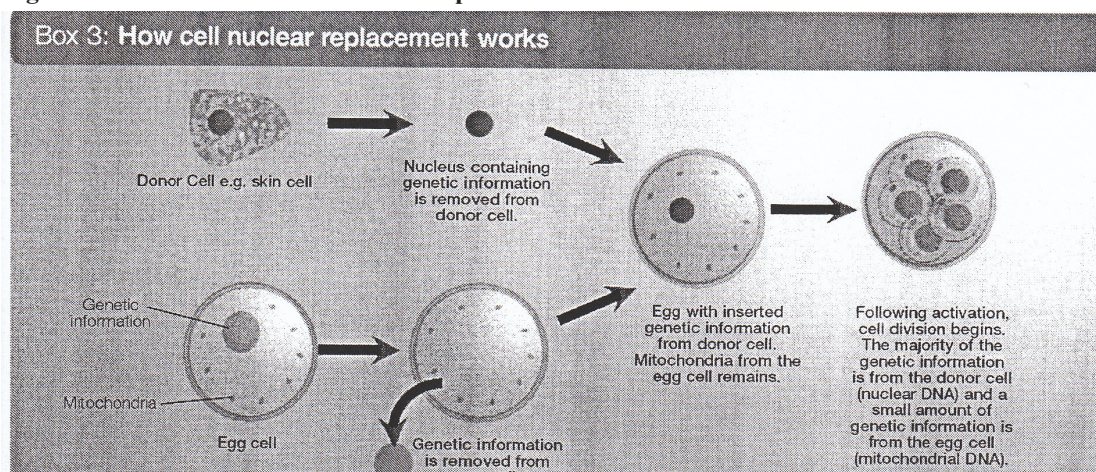 Box 3: How cell nuclear replacement works
Donor Cell e.g. skin cell
Nucleus containing
genetic information
is removed from
donor cell.
Genetic
information
Mitochondria
Egg cell
Genetic information
is removed from
Egg with inserted
genetic information
from donor cell.
Mitochondria from the
egg cell remains.
Following activation,
cell division begins.
The majority of the
genetic information
is from the donor cell
(nuclear DNA) and a
small amount of
genetic information is
from the egg cell
(mitochondrial DNA).